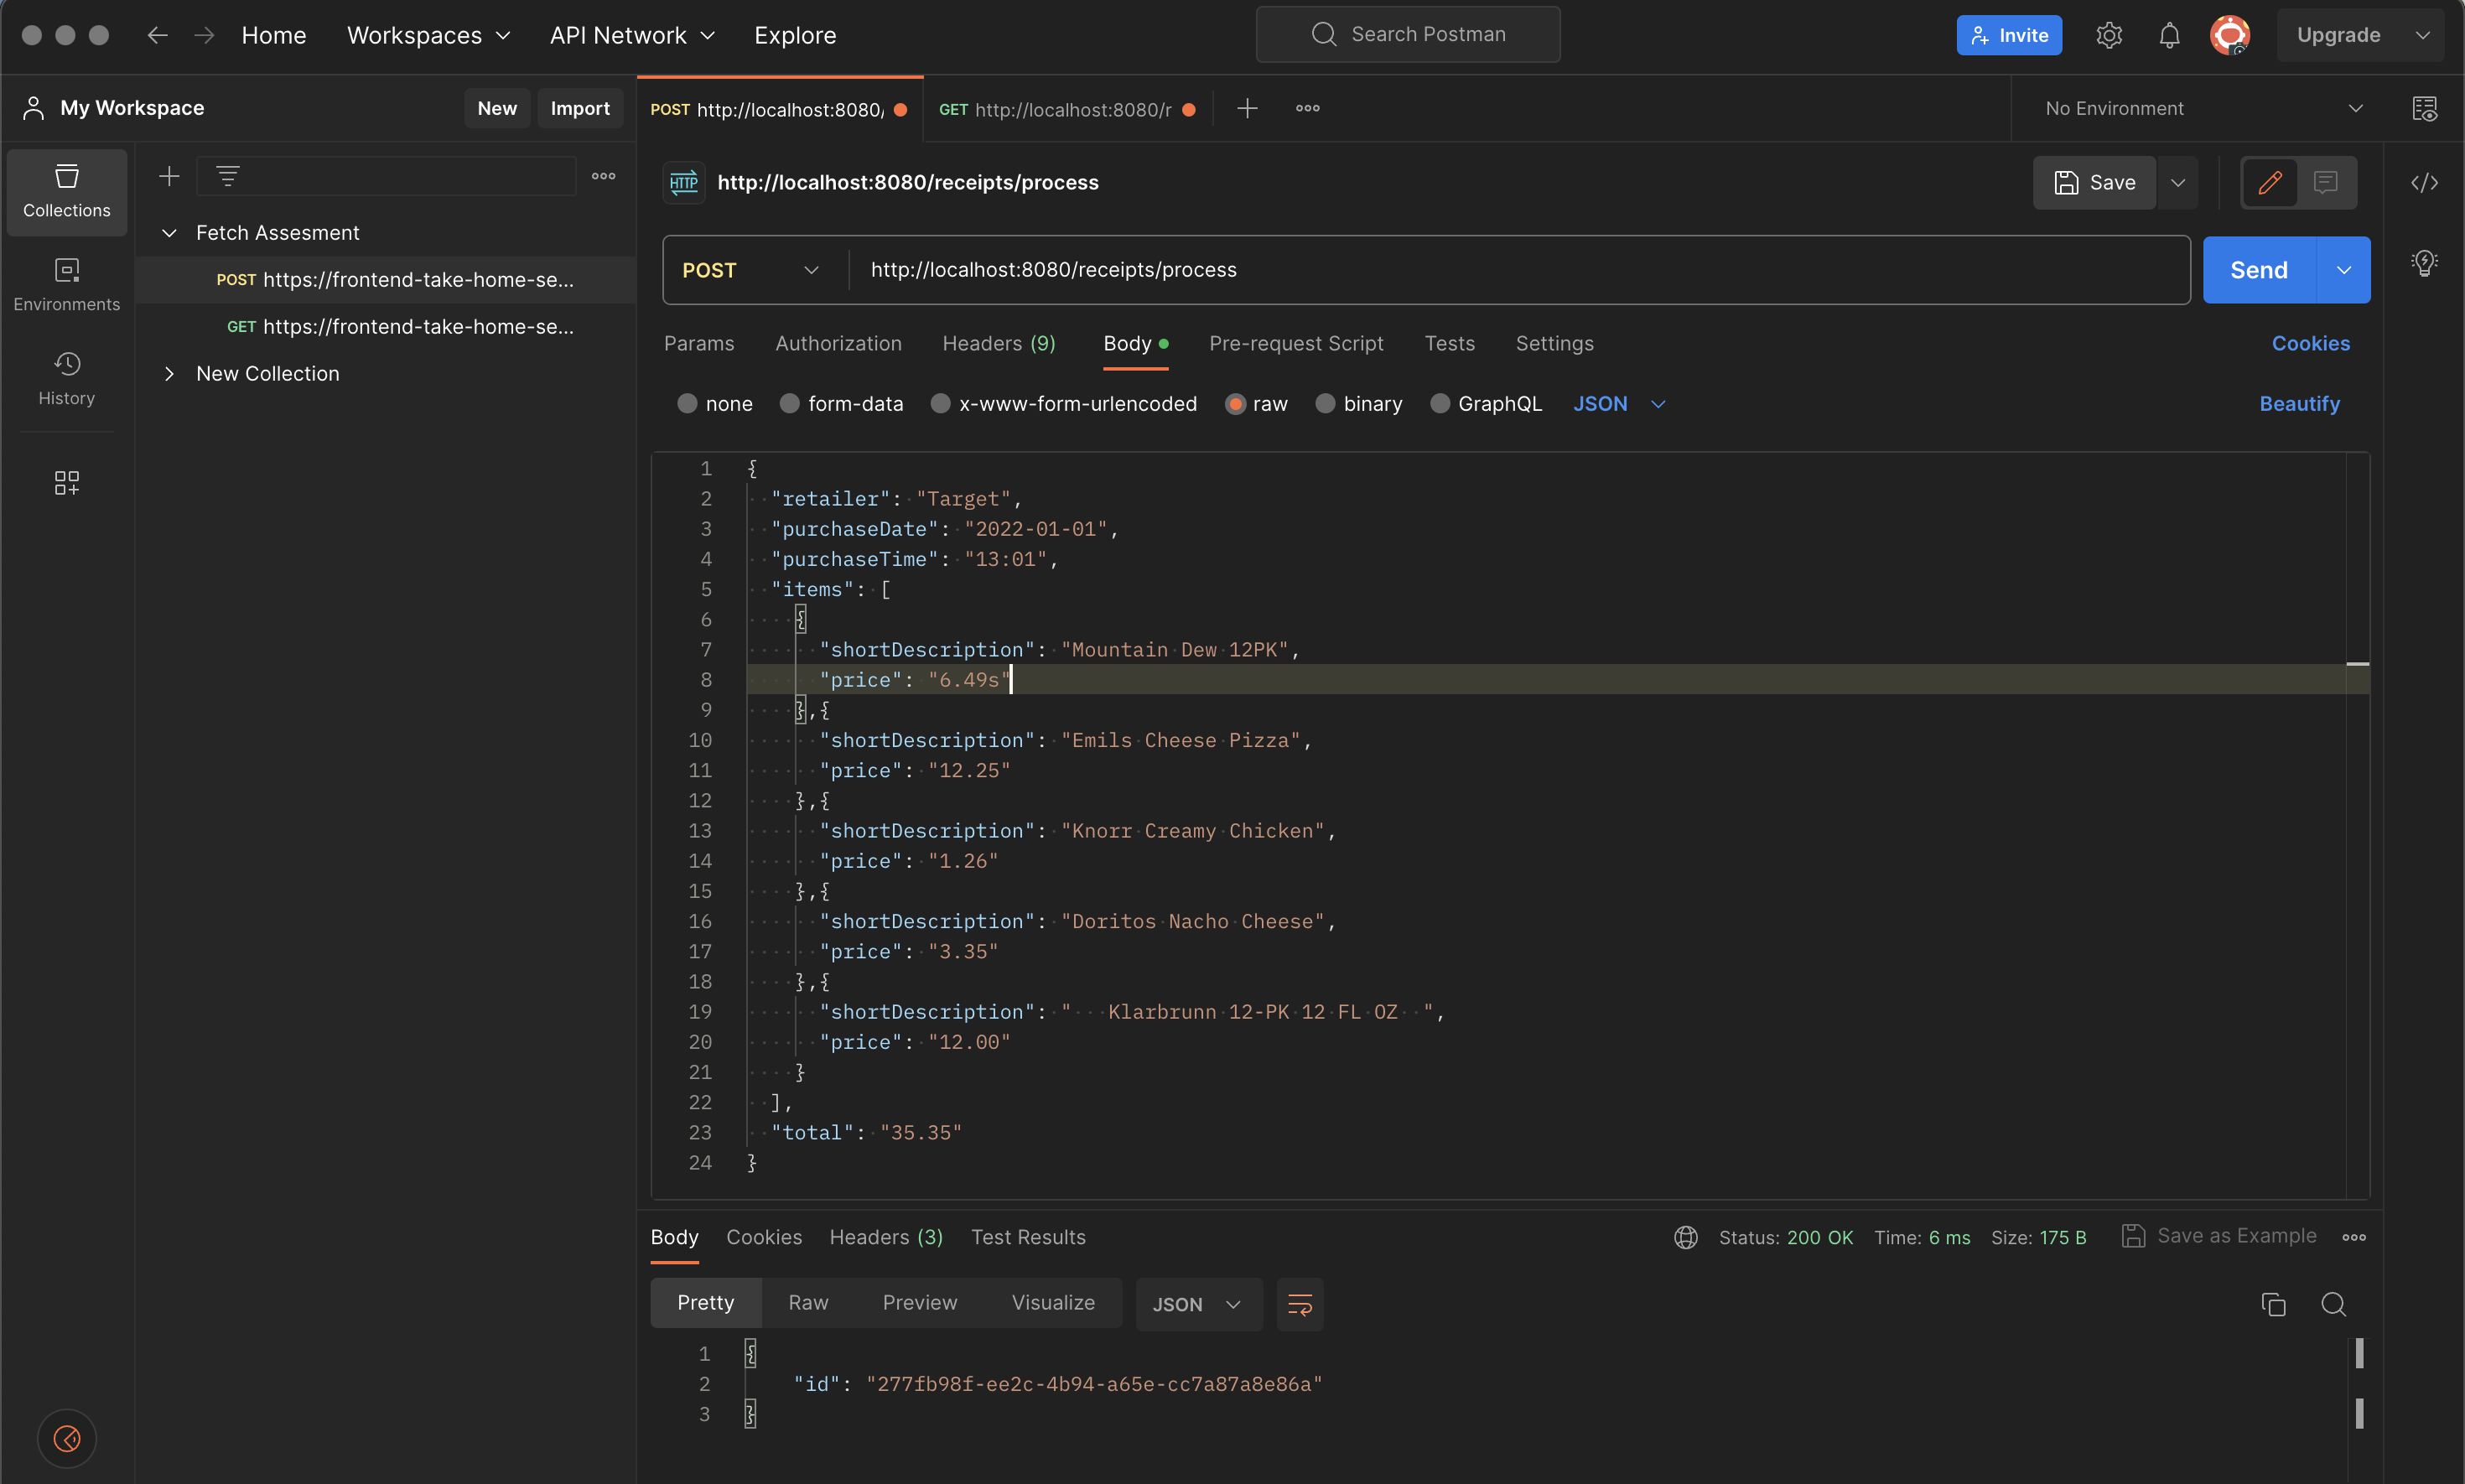 Home Workspaces API Network Explore Search Postman Invite Upgrade
My Workspace New Import POST http://localhost:8080/ GET http://localhost:8080/r No Environment
Collections
Environments
History
Fetch Assesment
POST https://frontend-take-home-se...
GET https://frontend-take-home-se...
New Collection
HTTP http://localhost:8080/receipts/process Save
POST http://localhost:8080/receipts/process Send
Params Authorization Headers (9) Body Pre-request Script Tests Settings Cookies
none form-data x-www-form-urlencoded raw binary GraphQL JSON Beautify
1 {
2 "retailer": "Target",
3 "purchaseDate": "2022-01-01",
4 "purchaseTime": "13:01",
5 "items": [
6 {
7 "shortDescription": "Mountain Dew 12PK",
8 "price": "6.49s"
9 },{
10 "shortDescription": "Emils Cheese Pizza",
11 "price": "12.25"
12 },{
13 "shortDescription": "Knorr Creamy Chicken",
14 "price": "1.26"
15 },{
16 "shortDescription": "Doritos Nacho Cheese",
17 "price": "3.35"
18 },{
19 "shortDescription": "   Klarbrunn 12-PK 12 FL OZ  ",
20 "price": "12.00"
21 }
22 ],
23 "total": "35.35"
24 }
Body Cookies Headers (3) Test Results Status: 200 OK Time: 6 ms Size: 175 B Save as Example
Pretty Raw Preview Visualize JSON
1 {
2 "id": "277fb98f-ee2c-4b94-a65e-cc7a87a8e86a"
3 }